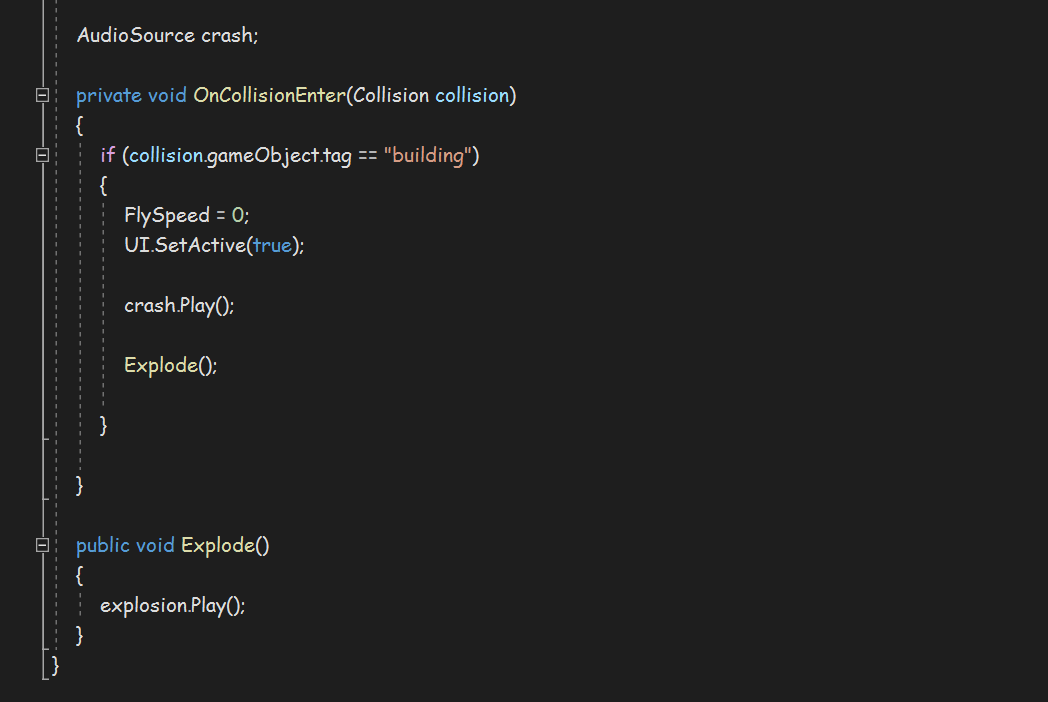 AudioSource crash;
private void OnCollisionEnter(Collision collision)
{
if (collision.gameObject.tag == "building")
{
FlySpeed = 0;
UI.SetActive(true);
crash.Play();
Explode();
}
}
public void Explode()
{
explosion.Play();
}
}